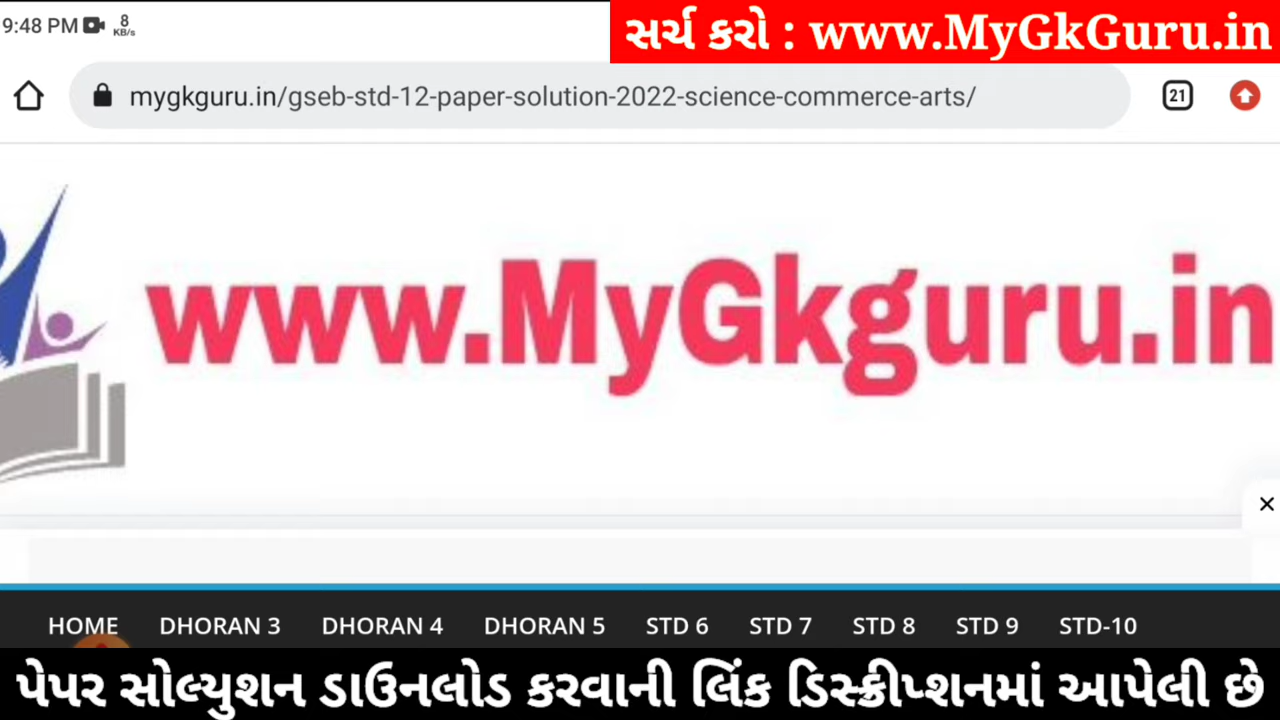 9:48 PM 8 KB/s
સર્ચ કરો : www.MyGkGuru.in
mygkguru.in/gseb-std-12-paper-solution-2022-science-commerce-arts/
21
www.MyGkguru.in
HOME DHORAN 3 DHORAN 4 DHORAN 5 STD 6 STD 7 STD 8 STD 9 STD-10
પેપર સોલ્યુશન ડાઉનલોડ કરવાની લિંક ડિસ્ક્રીપ્શનમાં આપેલી છે